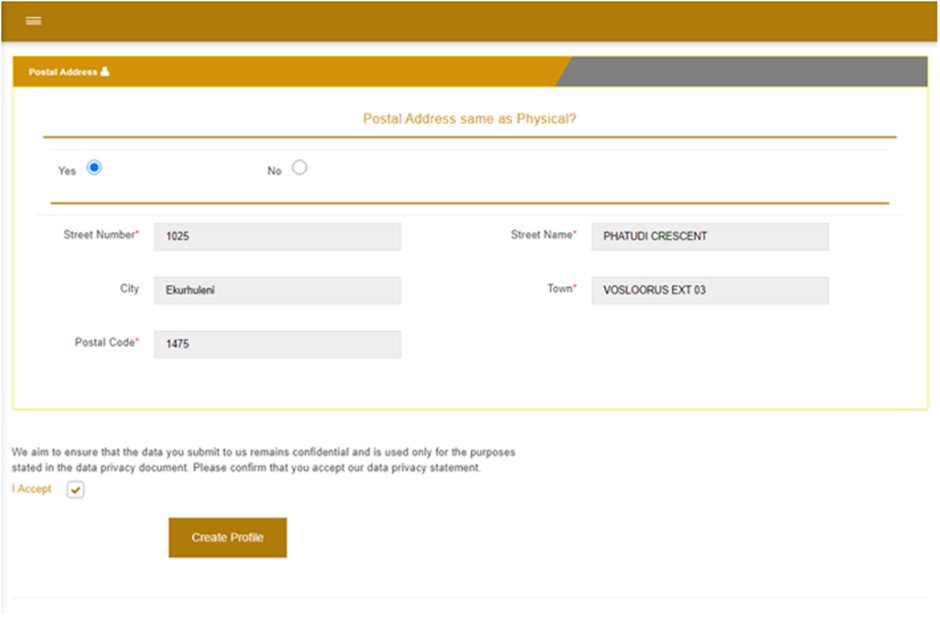 Postal Address
Postal Address same as Physical?
Yes No
Street Number* 1025 Street Name* PHATUDI CRESCENT
City Ekurhuleni Town* VOSLOORUS EXT 03
Postal Code* 1475
We aim to ensure that the data you submit to us remains confidential and is used only for the purposes
stated in the data privacy document. Please confirm that you accept our data privacy statement.
I Accept
Create Profile